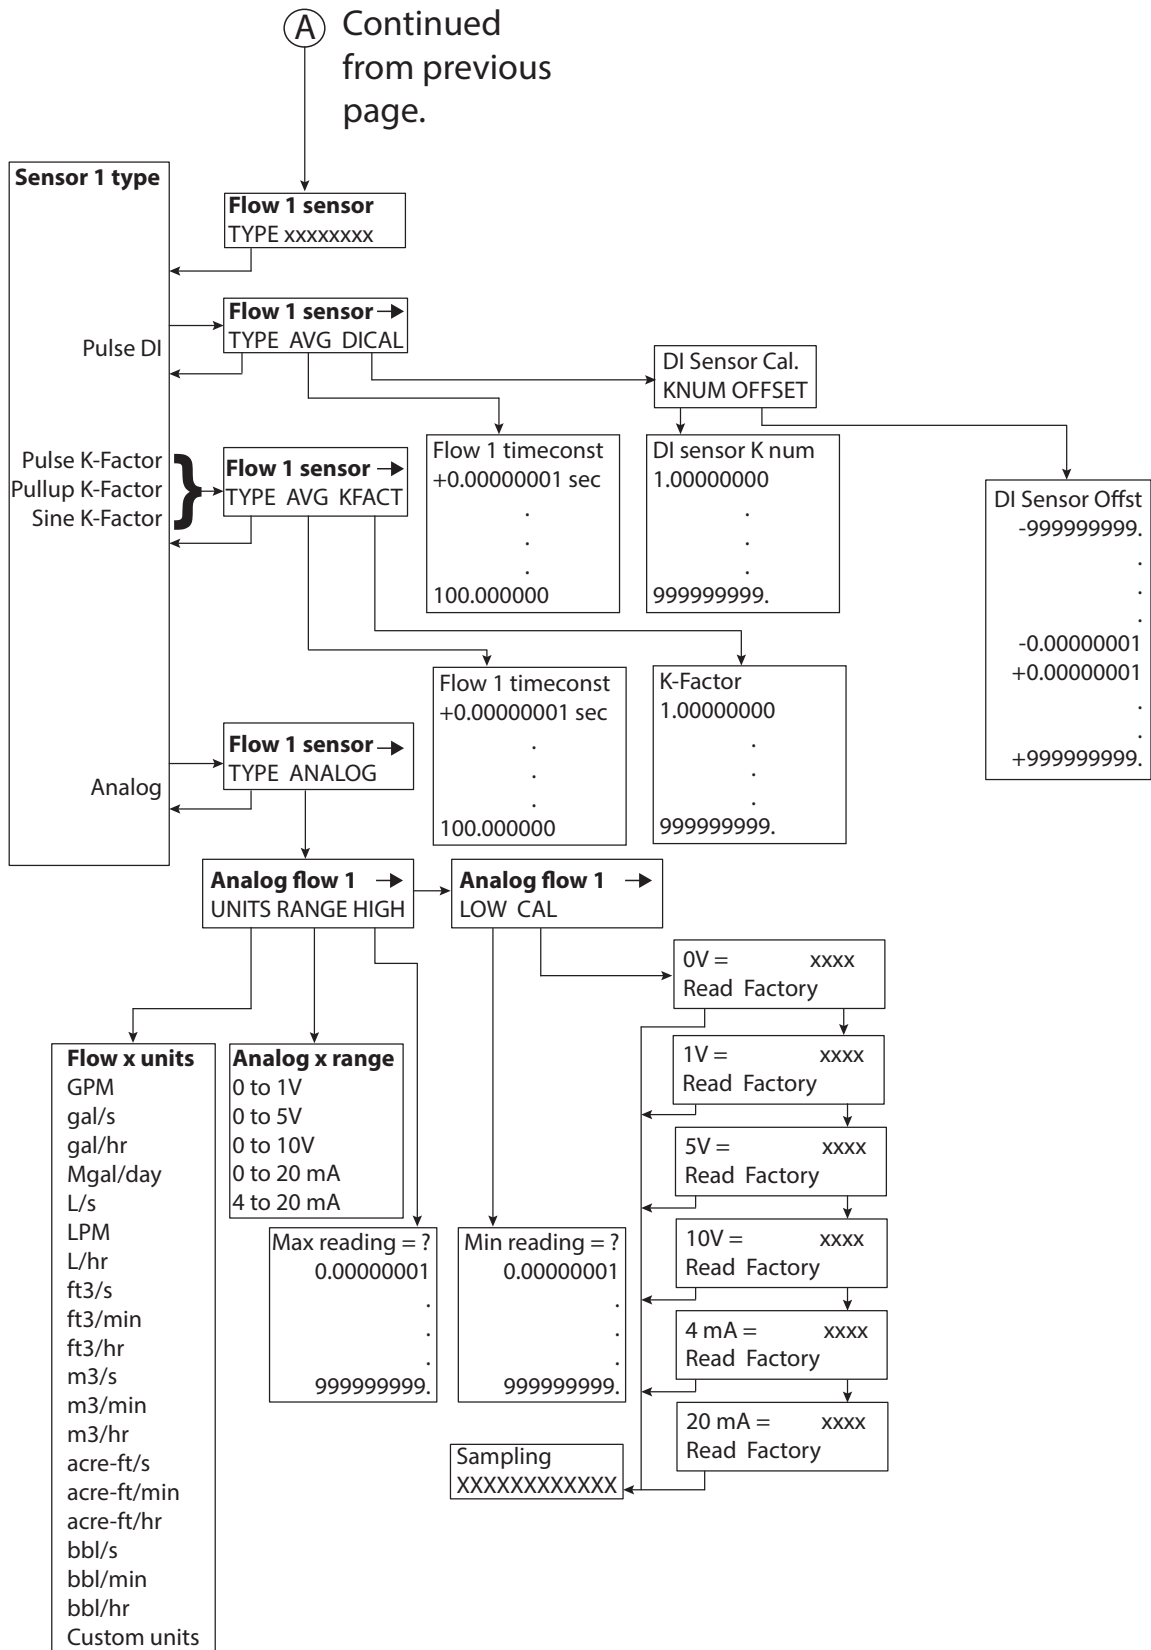 A
Continued
from previous
page.
Sensor 1 type
Flow 1 sensor
TYPE xxxxxxxx
Pulse DI
Flow 1 sensor
TYPE AVG DICAL
DI Sensor Cal.
KNUM OFFSET
Flow 1 timeconst
+0.00000001 sec
.
.
.
100.000000
DI sensor K num
1.00000000
.
.
.
999999999.
DI Sensor Offst
-999999999.
.
.
.
-0.00000001
+0.00000001
.
.
+999999999.
Pulse K-Factor
Pullup K-Factor
Sine K-Factor
}
Flow 1 sensor
TYPE AVG KFACT
Flow 1 timeconst
+0.00000001 sec
.
.
.
100.000000
K-Factor
1.00000000
.
.
.
999999999.
Analog
Flow 1 sensor
TYPE ANALOG
Analog flow 1
UNITS RANGE HIGH
Analog flow 1
LOW CAL
Flow x units
GPM
gal/s
gal/hr
Mgal/day
L/s
LPM
L/hr
ft3/s
ft3/min
ft3/hr
m3/s
m3/min
m3/hr
acre-ft/s
acre-ft/min
acre-ft/hr
bbl/s
bbl/min
bbl/hr
Custom units
Analog x range
0 to 1V
0 to 5V
0 to 10V
0 to 20 mA
4 to 20 mA
Max reading = ?
0.00000001
.
.
.
999999999.
Min reading = ?
0.00000001
.
.
.
999999999.
0V = xxxx
Read Factory
1V = xxxx
Read Factory
5V = xxxx
Read Factory
10V = xxxx
Read Factory
4 mA = xxxx
Read Factory
20 mA = xxxx
Read Factory
Sampling
XXXXXXXXXXXX